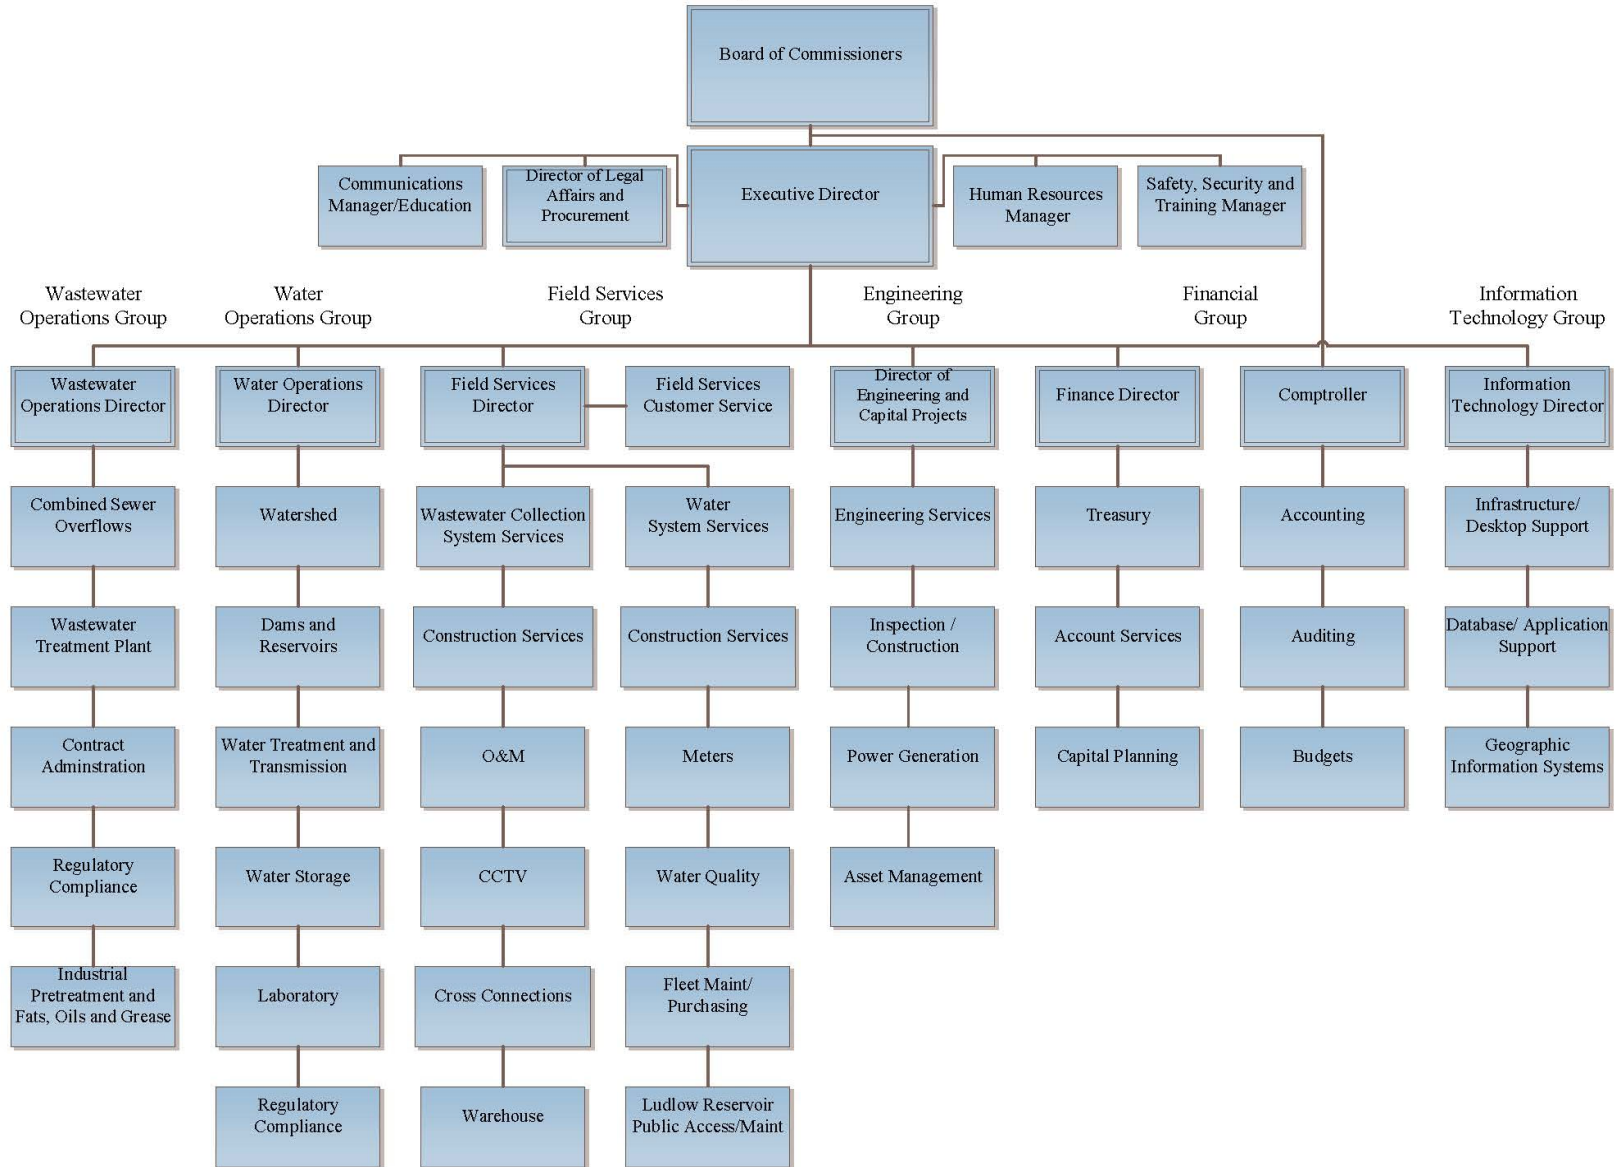 Board of Commissioners
Communications
Manager/Education
Director of Legal
Affairs and
Procurement
Executive Director
Human Resources
Manager
Safety, Security and
Training Manager
Wastewater
Operations Group
Water
Operations Group
Field Services
Group
Engineering
Group
Financial
Group
Information
Technology Group
Wastewater
Operations Director
Water Operations
Director
Field Services
Director
Field Services
Customer Service
Director of
Engineering and
Capital Projects
Finance Director
Comptroller
Information
Technology Director
Combined Sewer
Overflows
Watershed
Wastewater Collection
System Services
Water
System Services
Engineering Services
Treasury
Accounting
Infrastructure/
Desktop Support
Wastewater
Treatment Plant
Dams and
Reservoirs
Construction Services
Construction Services
Inspection /
Construction
Account Services
Auditing
Database/ Application
Support
Contract
Adminstration
Water Treatment and
Transmission
O&M
Meters
Power Generation
Capital Planning
Budgets
Geographic
Information Systems
Regulatory
Compliance
Water Storage
CCTV
Water Quality
Asset Management
Industrial
Pretreatment and
Fats, Oils and Grease
Laboratory
Cross Connections
Fleet Maint/
Purchasing
Regulatory
Compliance
Warehouse
Ludlow Reservoir
Public Access/Maint